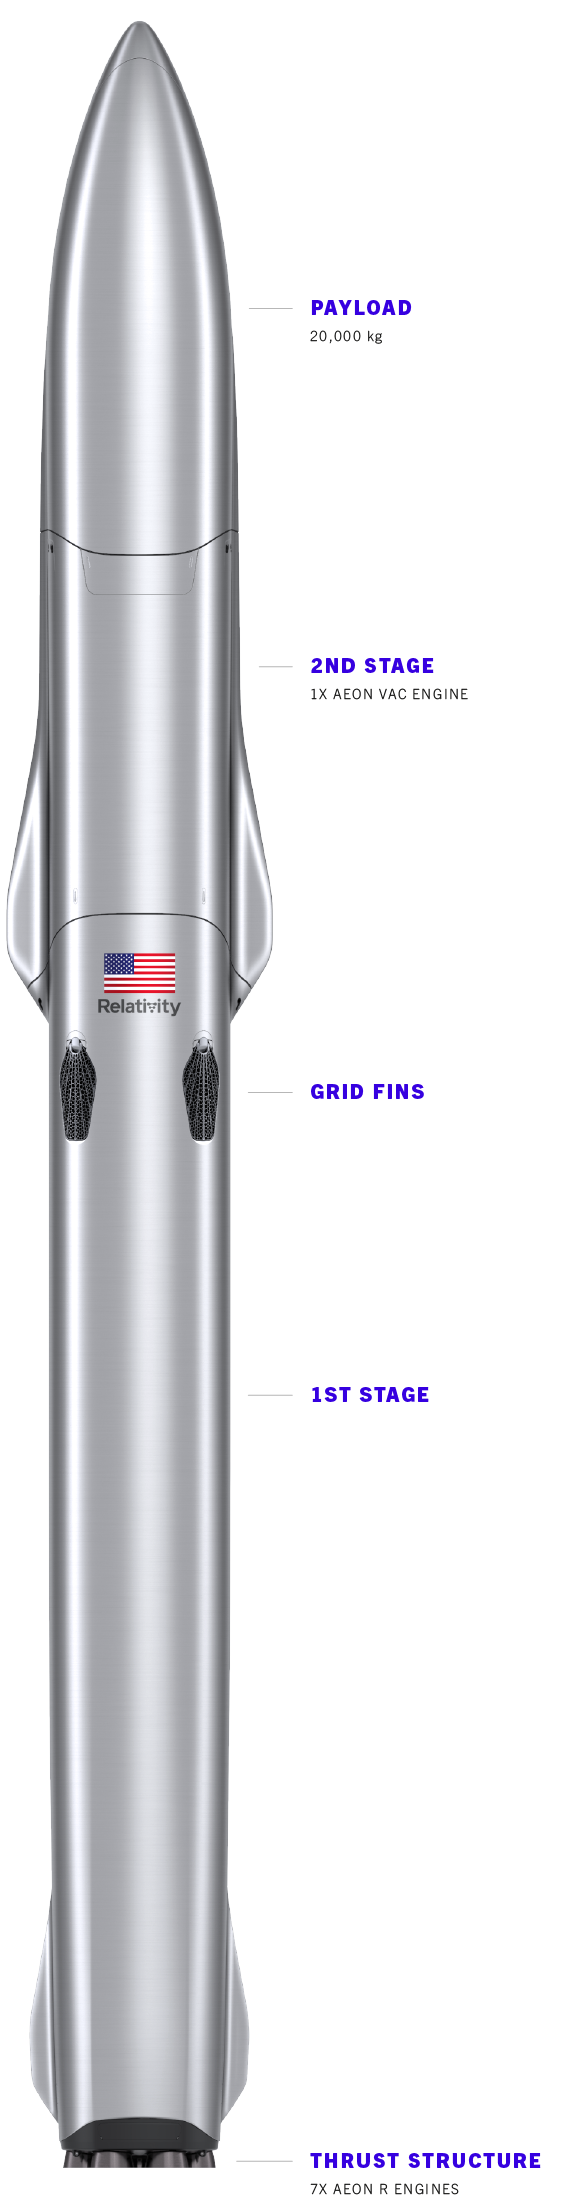 PAYLOAD
20,000 kg
2ND STAGE
1X AEON VAC ENGINE
Relativity
GRID FINS
1ST STAGE
THRUST STRUCTURE
7X AEON R ENGINES